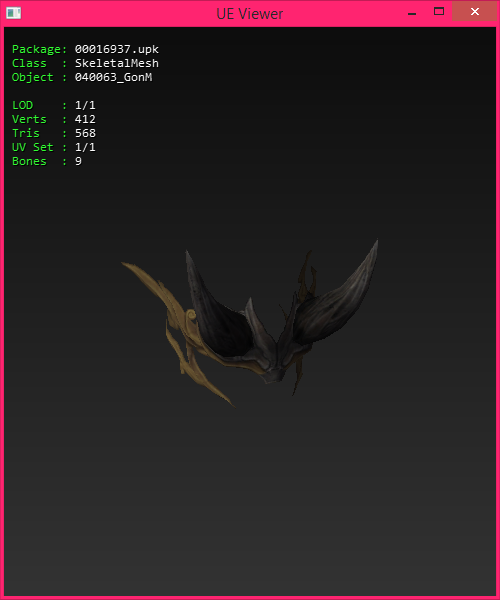 UE Viewer
Package: 00016937.upk
Class : SkeletalMesh
Object : 040063_GonM
LOD : 1/1
Verts : 412
Tris : 568
UV Set : 1/1
Bones : 9